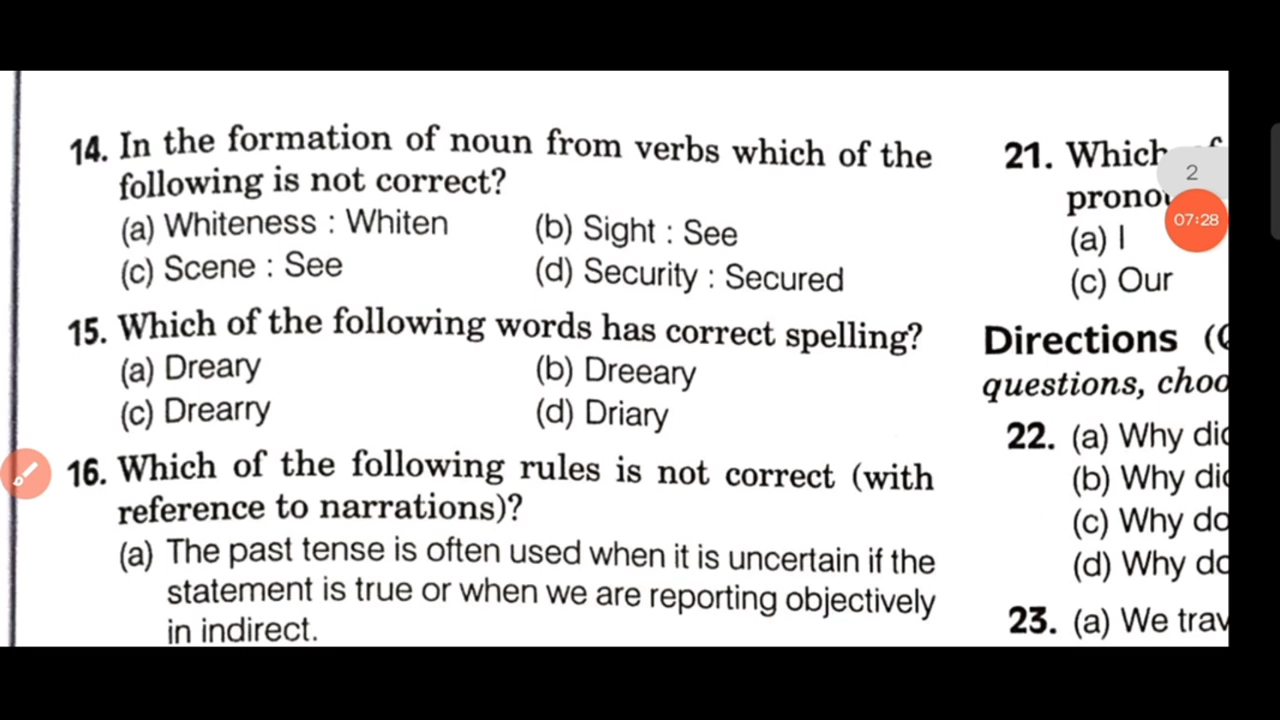 14. In the formation of noun from verbs which of the
following is not correct?
(a) Whiteness : Whiten (b) Sight : See
(c) Scene : See (d) Security : Secured
15. Which of the following words has correct spelling?
(a) Dreary (b) Dreeary
(c) Drearry (d) Driary
16. Which of the following rules is not correct (with
reference to narrations)?
(a) The past tense is often used when it is uncertain if the
statement is true or when we are reporting objectively
in indirect.
21. Which
(a) I
(c) Our
Directions
questions,
22. (a) Why
(b) Why
(c) Why
(d) Why
23. (a) We
2
07:28